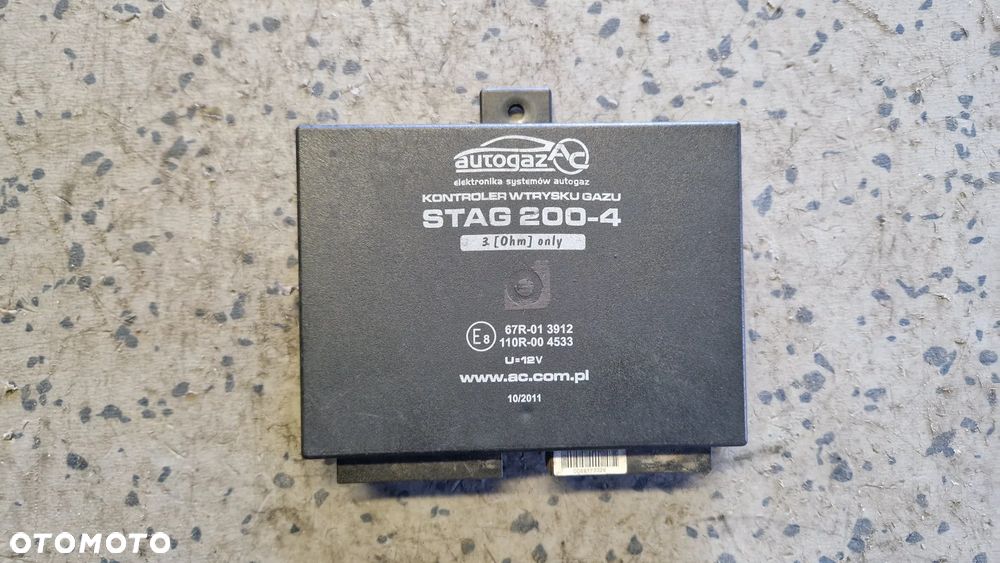 autogaz AC
elektronika systemów autogaz
KONTROLER WTRYSKU GAZU
STAG 200-4
3 [Ohm] only
E8 67R-01 3912
110R-00 4533
U=12V
www.ac.com.pl
10/2011
OTOMOTO